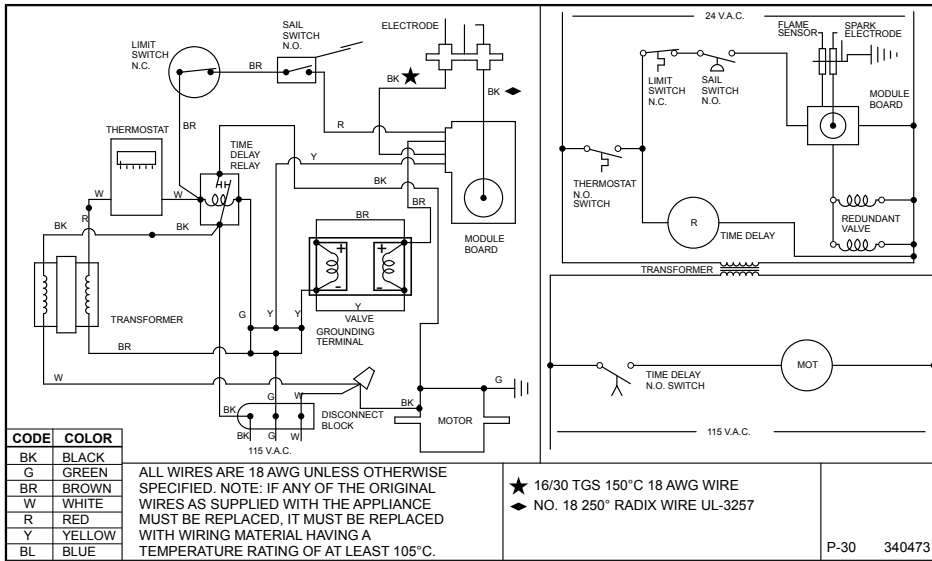 SAIL
SWITCH
N.O.
ELECTRODE
LIMIT
SWITCH
N.C.
BR
BK ★
BK ◆
BR
R
THERMOSTAT
TIME
DELAY
RELAY
Y
BK
W
W
R
BR
BR
MODULE
BOARD
BK
BK
+
+
-
-
Y
VALVE
TRANSFORMER
G
Y
Y
GROUNDING
TERMINAL
BR
W
G
W
G
BK
BK
DISCONNECT
BLOCK
MOTOR
BK
G
W
115 V.A.C.
24 V.A.C.
FLAME
SENSOR
SPARK
ELECTRODE
LIMIT
SWITCH
N.C.
SAIL
SWITCH
N.O.
MODULE
BOARD
THERMOSTAT
N.O.
SWITCH
R
TIME DELAY
REDUNDANT
VALVE
TRANSFORMER
TIME DELAY
N.O. SWITCH
MOT
115 V.A.C.
CODE COLOR
BK BLACK
G GREEN
BR BROWN
W WHITE
R RED
Y YELLOW
BL BLUE
ALL WIRES ARE 18 AWG UNLESS OTHERWISE
SPECIFIED. NOTE: IF ANY OF THE ORIGINAL
WIRES AS SUPPLIED WITH THE APPLIANCE
MUST BE REPLACED, IT MUST BE REPLACED
WITH WIRING MATERIAL HAVING A
TEMPERATURE RATING OF AT LEAST 105°C.
★ 16/30 TGS 150°C 18 AWG WIRE
◆ NO. 18 250° RADIX WIRE UL-3257
P-30 340473